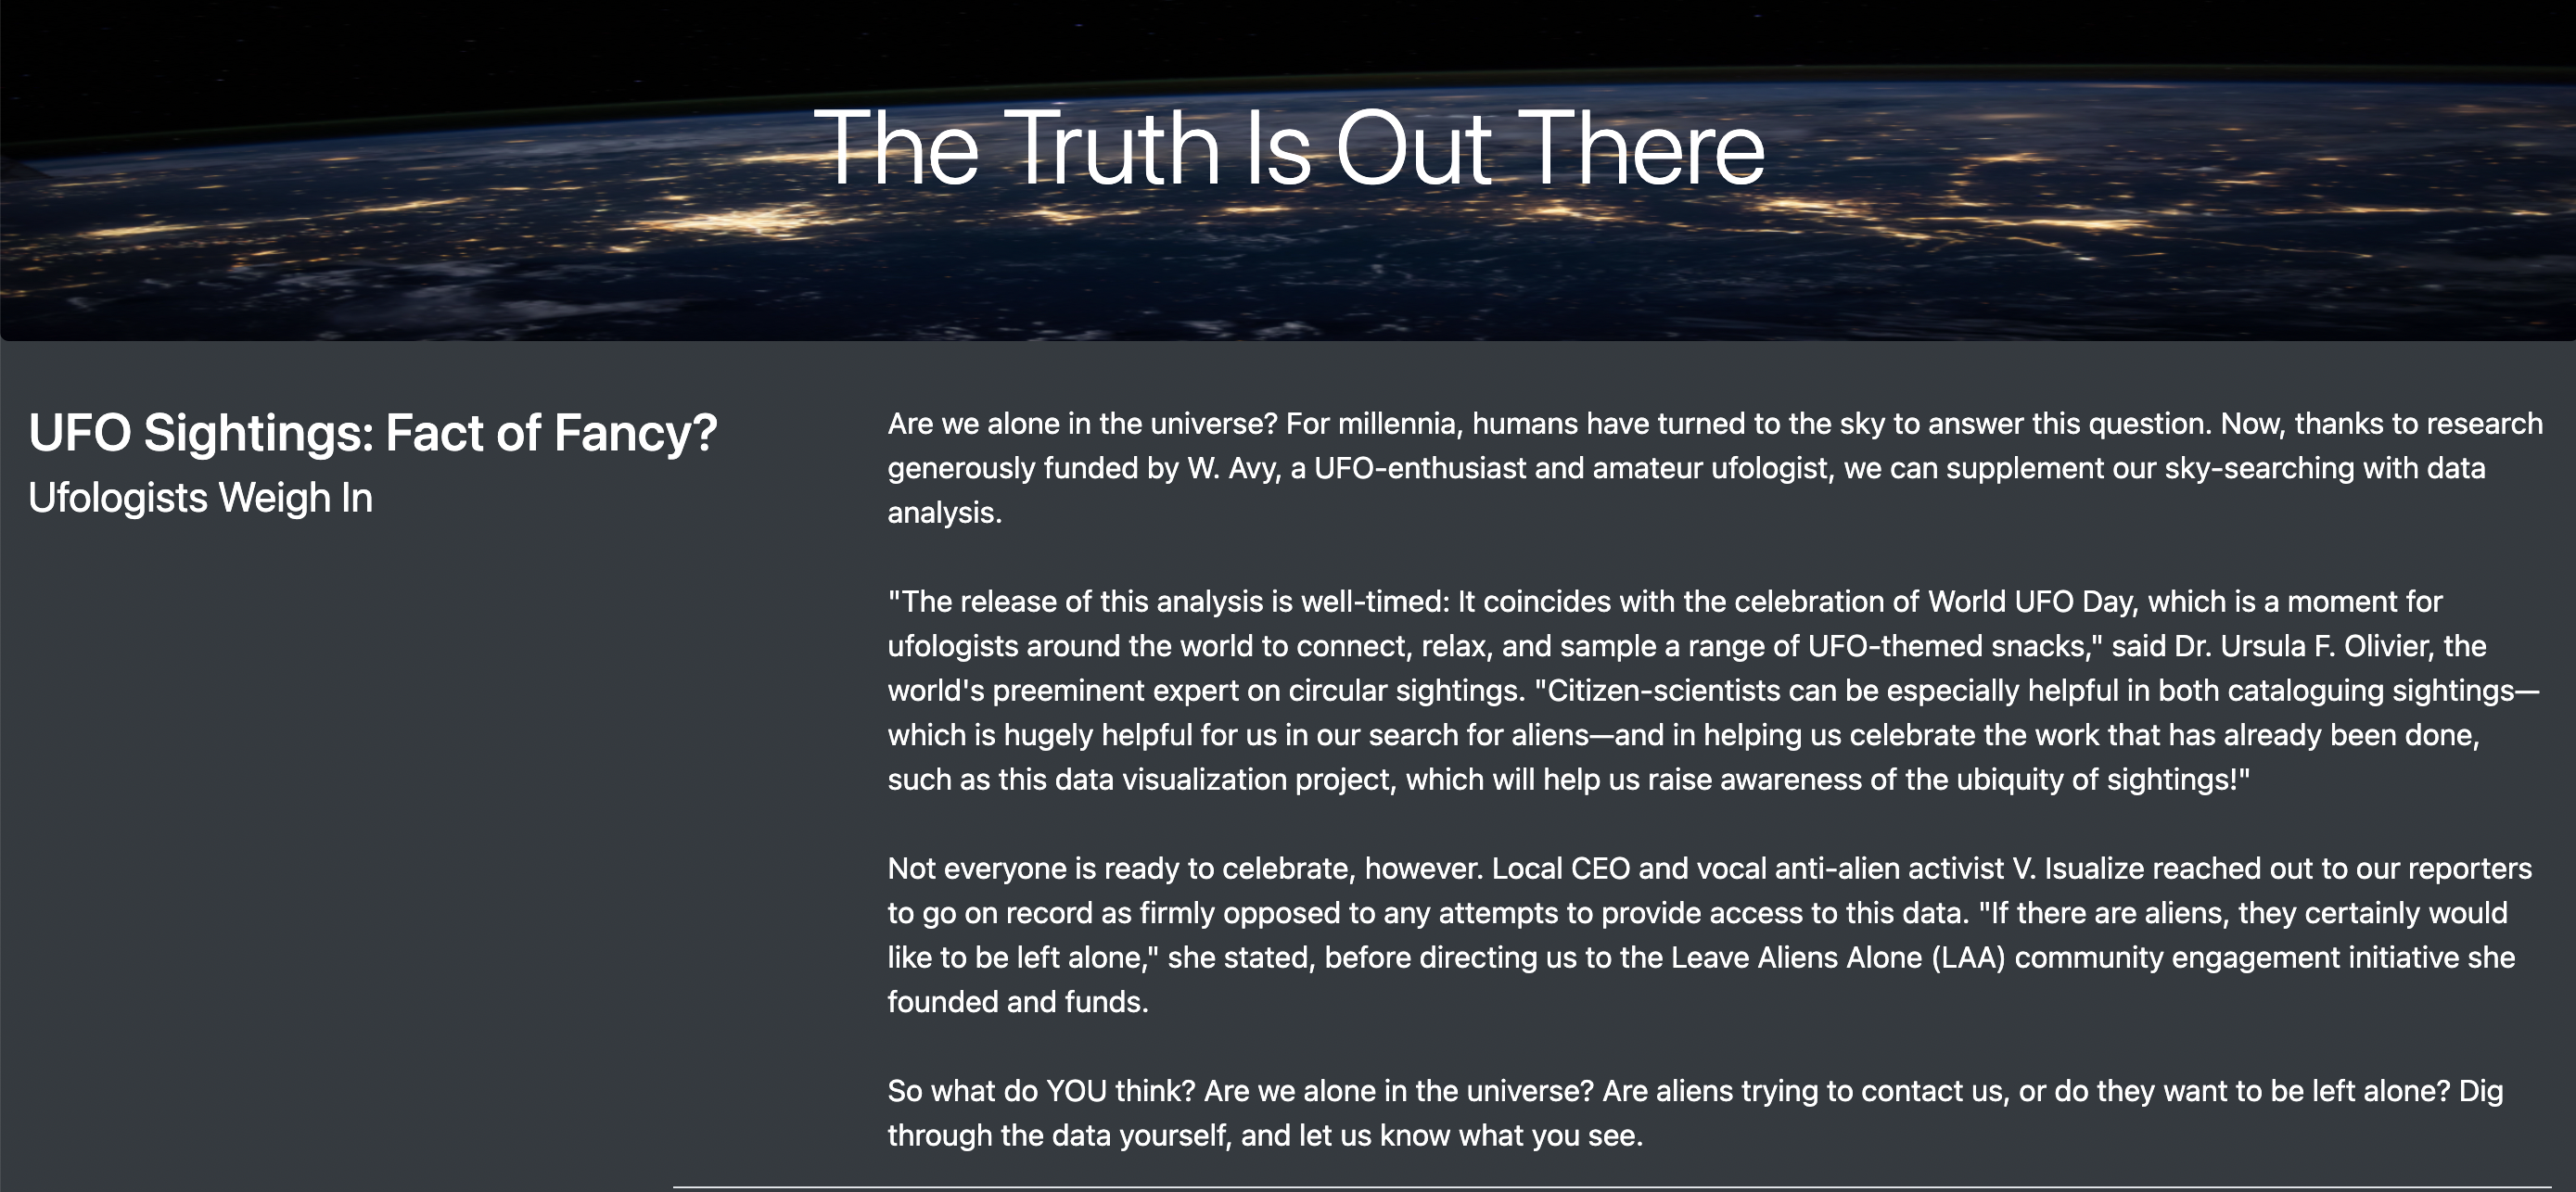 The Truth Is Out There
UFO Sightings: Fact of Fancy?
Ufologists Weigh In
Are we alone in the universe? For millennia, humans have turned to the sky to answer this question. Now, thanks to research
generously funded by W. Avy, a UFO-enthusiast and amateur ufologist, we can supplement our sky-searching with data
analysis.
"The release of this analysis is well-timed: It coincides with the celebration of World UFO Day, which is a moment for
ufologists around the world to connect, relax, and sample a range of UFO-themed snacks," said Dr. Ursula F. Olivier, the
world's preeminent expert on circular sightings. "Citizen-scientists can be especially helpful in both cataloguing sightings—
which is hugely helpful for us in our search for aliens—and in helping us celebrate the work that has already been done,
such as this data visualization project, which will help us raise awareness of the ubiquity of sightings!"
Not everyone is ready to celebrate, however. Local CEO and vocal anti-alien activist V. Isualize reached out to our reporters
to go on record as firmly opposed to any attempts to provide access to this data. "If there are aliens, they certainly would
like to be left alone," she stated, before directing us to the Leave Aliens Alone (LAA) community engagement initiative she
founded and funds.
So what do YOU think? Are we alone in the universe? Are aliens trying to contact us, or do they want to be left alone? Dig
through the data yourself, and let us know what you see.